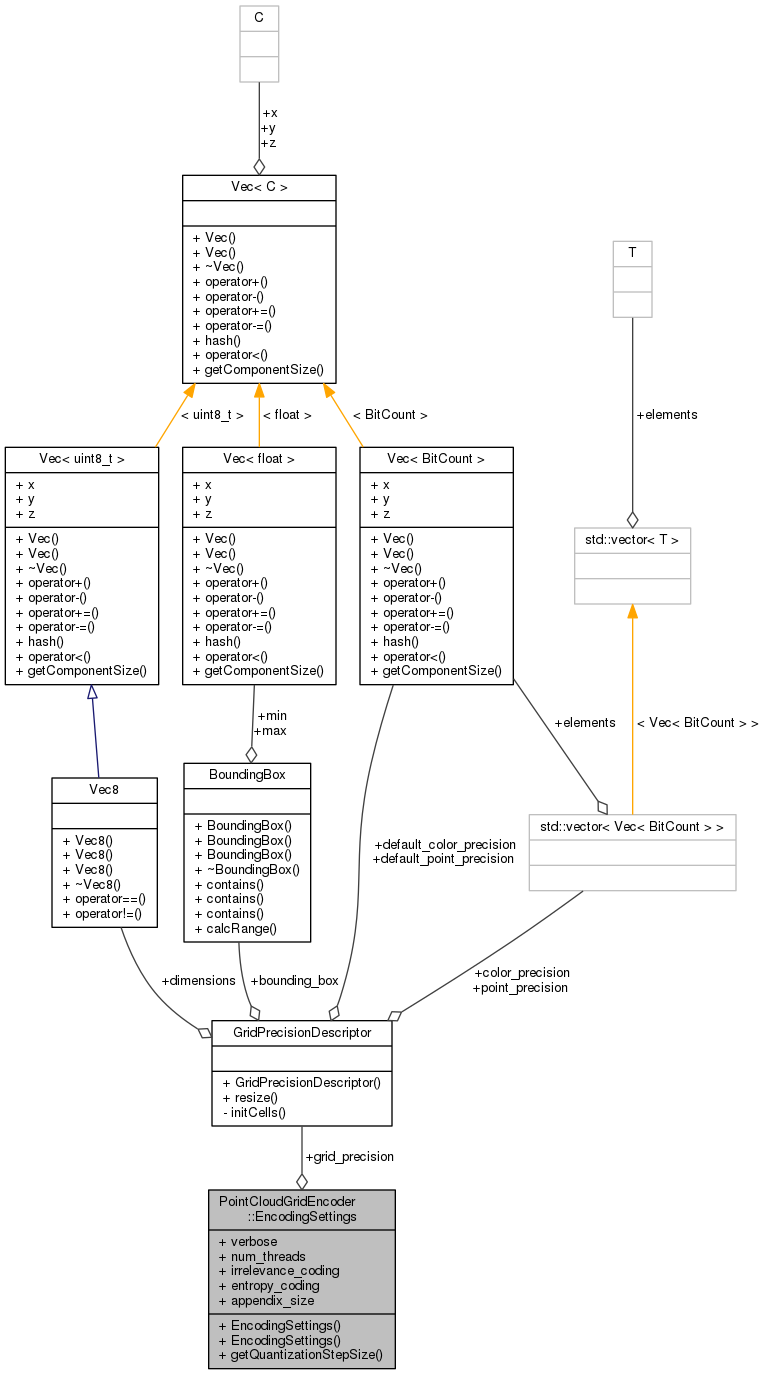 C
+x
+y
+z
Vec< C >
+ Vec()
+ Vec()
+ ~Vec()
+ operator+()
+ operator-()
+ operator+=()
+ operator-=()
+ hash()
+ operator<()
+ getComponentSize()
T
+elements
< uint8_t >
< float >
< BitCount >
Vec< uint8_t >
+ x
+ y
+ z
+ Vec()
+ Vec()
+ ~Vec()
+ operator+()
+ operator-()
+ operator+=()
+ operator-=()
+ hash()
+ operator<()
+ getComponentSize()
Vec< float >
+ x
+ y
+ z
+ Vec()
+ Vec()
+ ~Vec()
+ operator+()
+ operator-()
+ operator+=()
+ operator-=()
+ hash()
+ operator<()
+ getComponentSize()
Vec< BitCount >
+ x
+ y
+ z
+ Vec()
+ Vec()
+ ~Vec()
+ operator+()
+ operator-()
+ operator+=()
+ operator-=()
+ hash()
+ operator<()
+ getComponentSize()
std::vector< T >
+min
+max
+elements
< Vec< BitCount > >
Vec8
+ Vec8()
+ Vec8()
+ Vec8()
+ ~Vec8()
+ operator==()
+ operator!=()
BoundingBox
+ BoundingBox()
+ BoundingBox()
+ BoundingBox()
+ ~BoundingBox()
+ contains()
+ contains()
+ contains()
+ calcRange()
+default_color_precision
+default_point_precision
std::vector< Vec< BitCount > >
+dimensions
+bounding_box
+color_precision
+point_precision
GridPrecisionDescriptor
+ GridPrecisionDescriptor()
+ resize()
- initCells()
+grid_precision
PointCloudGridEncoder
::EncodingSettings
+ verbose
+ num_threads
+ irrelevance_coding
+ entropy_coding
+ appendix_size
+ EncodingSettings()
+ EncodingSettings()
+ getQuantizationStepSize()